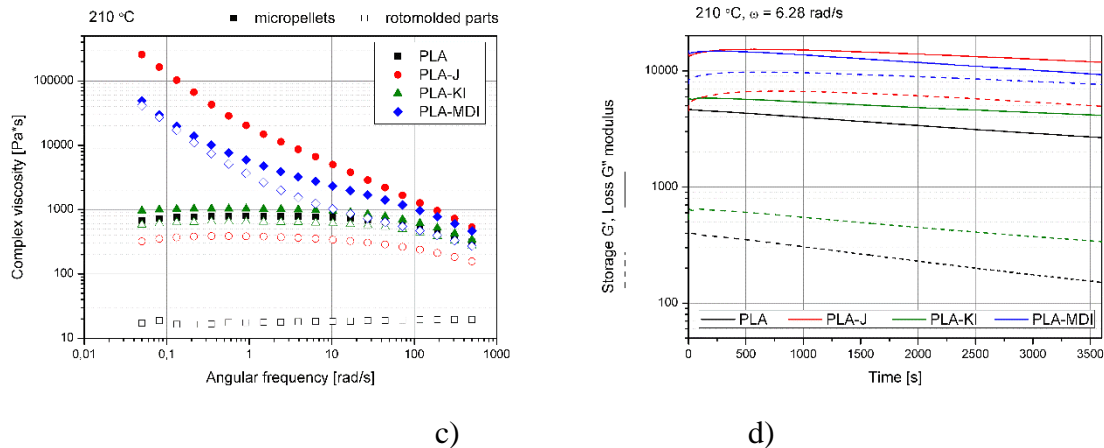 210 °C
micropellets
rotomolded parts
PLA
PLA-J
PLA-KI
PLA-MDI
100000
10000
1000
100
10
Complex viscosity [Pa*s]
0,01
0,1
1
10
100
1000
Angular frequency [rad/s]
c)
210 °C, ω = 6.28 rad/s
10000
1000
100
Storage G', Loss G" modulus
PLA
PLA-J
PLA-KI
PLA-MDI
0
500
1000
1500
2000
2500
3000
3500
Time [s]
d)